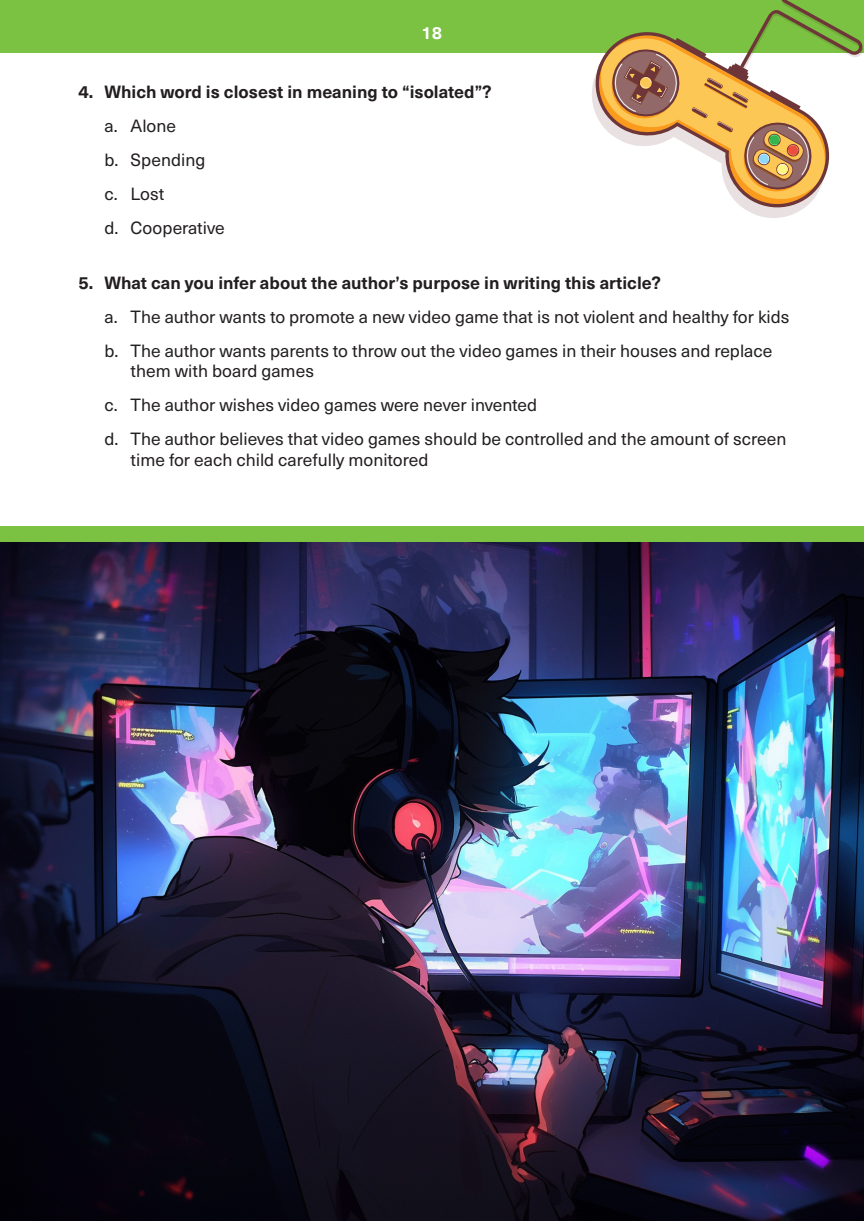 18
4. Which word is closest in meaning to “isolated”?
a. Alone
b. Spending
c. Lost
d. Cooperative
5. What can you infer about the author’s purpose in writing this article?
a. The author wants to promote a new video game that is not violent and healthy for kids
b. The author wants parents to throw out the video games in their houses and replace
them with board games
c. The author wishes video games were never invented
d. The author believes that video games should be controlled and the amount of screen
time for each child carefully monitored